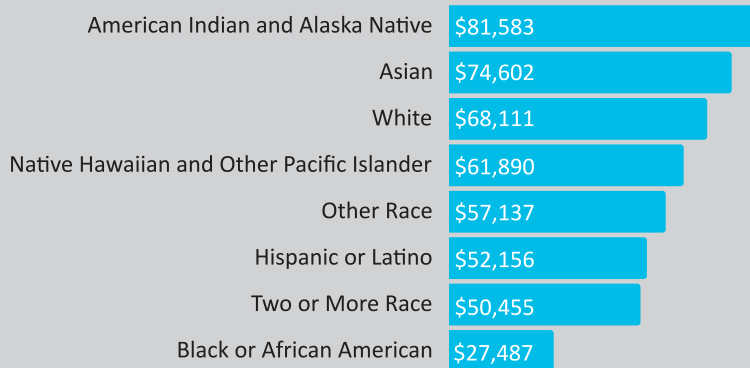 American Indian and Alaska Native $81,583
Asian $74,602
White $68,111
Native Hawaiian and Other Pacific Islander $61,890
Other Race $57,137
Hispanic or Latino $52,156
Two or More Race $50,455
Black or African American $27,487